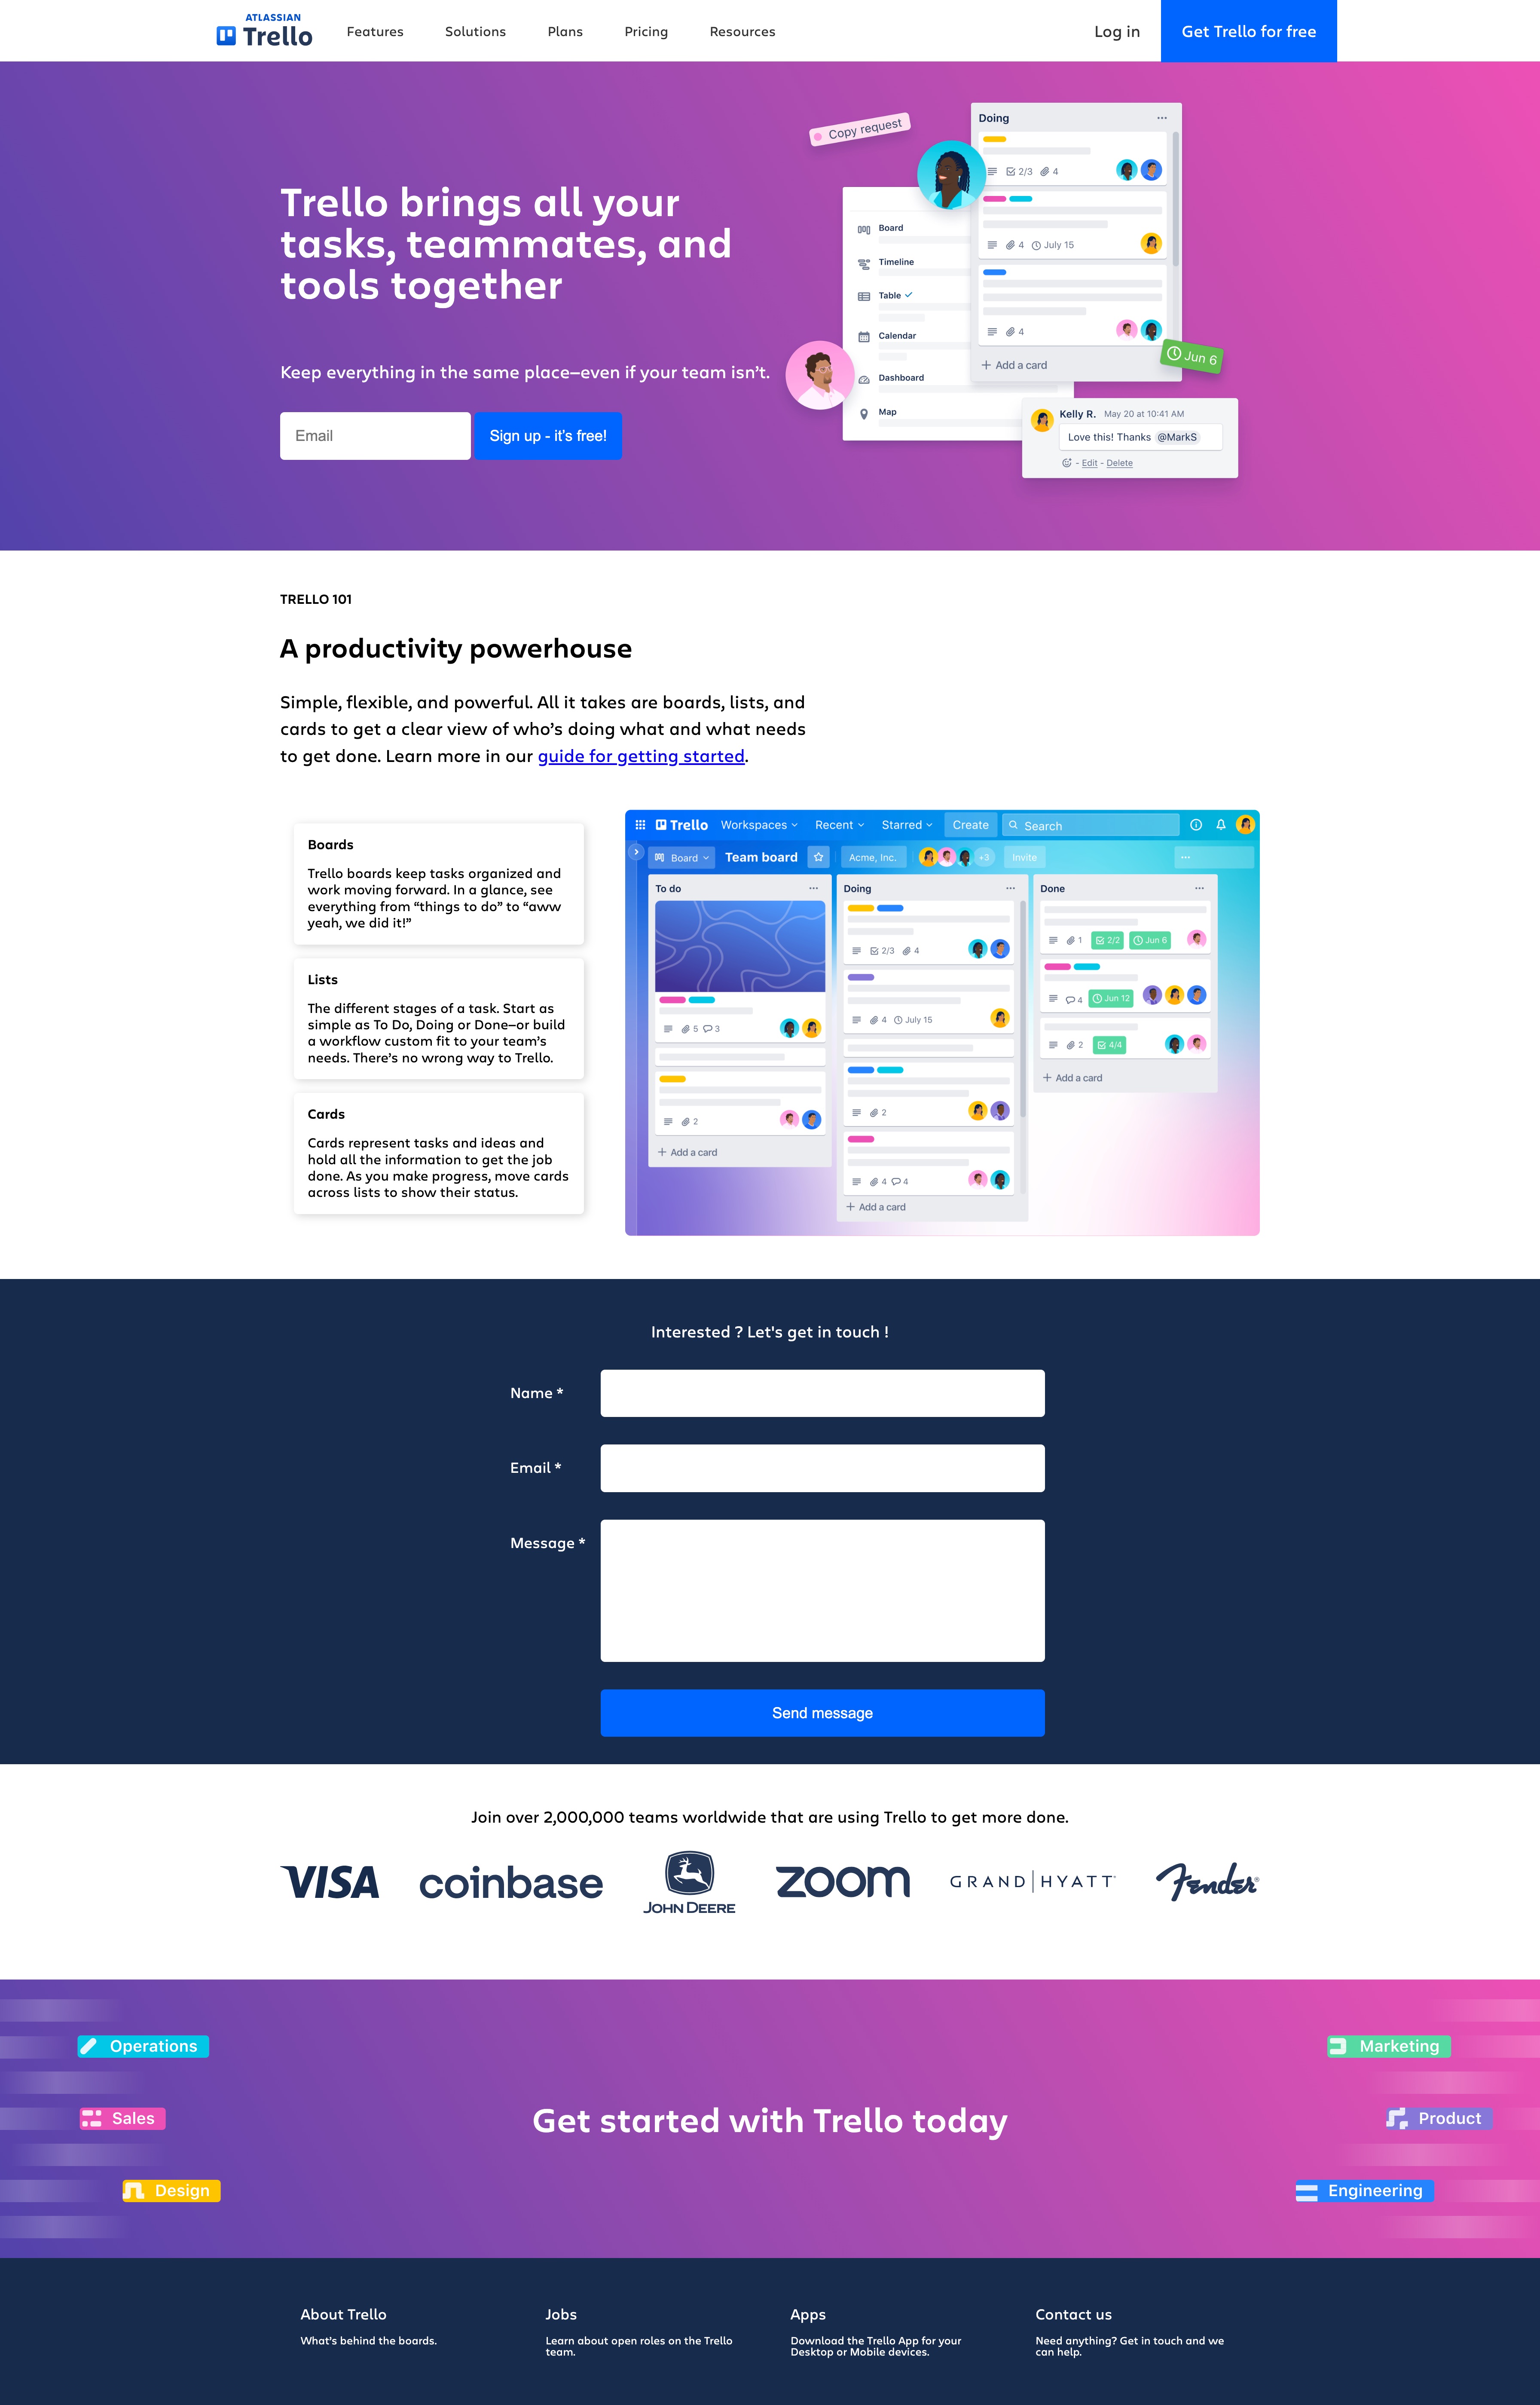 ATLASSIAN
Trello
Features
Solutions
Plans
Pricing
Resources
Log in
Get Trello for free
Trello brings all your
tasks, teammates, and
tools together
Keep everything in the same place—even if your team isn’t.
Email
Sign up - it’s free!
Copy request
Doing
2/3
4
4
July 15
4
Add a card
Board
Timeline
Table
Calendar
Dashboard
Map
Jun 6
Kelly R. May 20 at 10:41 AM
Love this! Thanks @MarkS
- Edit - Delete
TRELLO 101
A productivity powerhouse
Simple, flexible, and powerful. All it takes are boards, lists, and
cards to get a clear view of who’s doing what and what needs
to get done. Learn more in our guide for getting started.
Boards
Trello boards keep tasks organized and
work moving forward. In a glance, see
everything from “things to do” to “aww
yeah, we did it!”
Lists
The different stages of a task. Start as
simple as To Do, Doing or Done—or build
a workflow custom fit to your team’s
needs. There’s no wrong way to Trello.
Cards
Cards represent tasks and ideas and
hold all the information to get the job
done. As you make progress, move cards
across lists to show their status.
Trello
Workspaces
Recent
Starred
Create
Search
Board
Team board
Acme, Inc.
+3
Invite
To do
5
3
2
Add a card
Doing
2/3
4
4
July 15
2
4
4
Add a card
Done
1
2/2
Jun 6
4
Jun 12
2
4/4
Add a card
Interested ? Let's get in touch !
Name *
Email *
Message *
Send message
Join over 2,000,000 teams worldwide that are using Trello to get more done.
VISA
coinbase
JOHN DEERE
zoom
GRAND HYATT
Fender
Operations
Sales
Design
Get started with Trello today
Marketing
Product
Engineering
About Trello
What’s behind the boards.
Jobs
Learn about open roles on the Trello
team.
Apps
Download the Trello App for your
Desktop or Mobile devices.
Contact us
Need anything? Get in touch and we
can help.